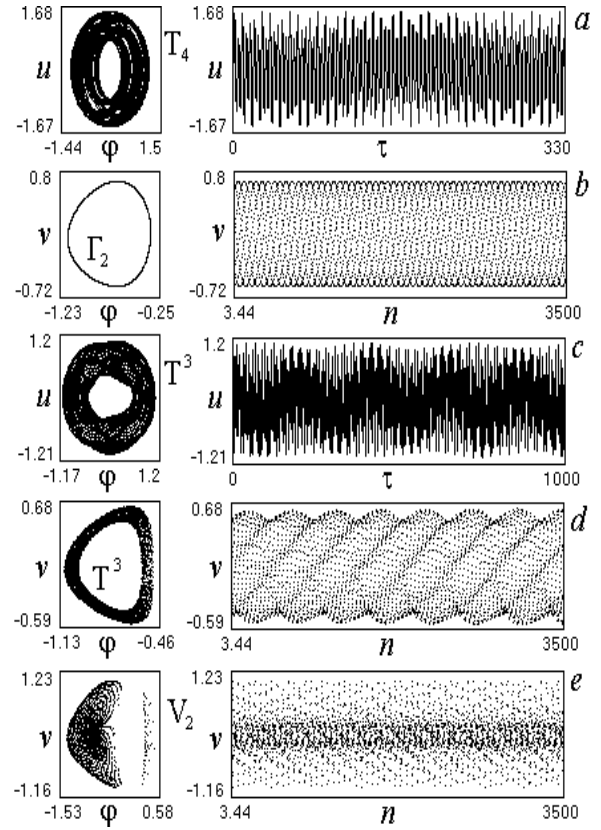 1.68 T₄ 1.68 a
u u
-1.67 -1.67
-1.44 φ 1.5 0 τ 330
0.8 0.8 b
v Γ₂ v
-0.72 -0.72
-1.23 φ -0.25 3.44 n 3500
1.2 T³ 1.2 c
u u
-1.21 -1.21
-1.17 φ 1.2 0 τ 1000
0.68 0.68 d
v T³ v
-0.59 -0.59
-1.13 φ -0.46 3.44 n 3500
1.23 V₂ 1.23 e
v v
-1.16 -1.16
-1.53 φ 0.58 3.44 n 3500